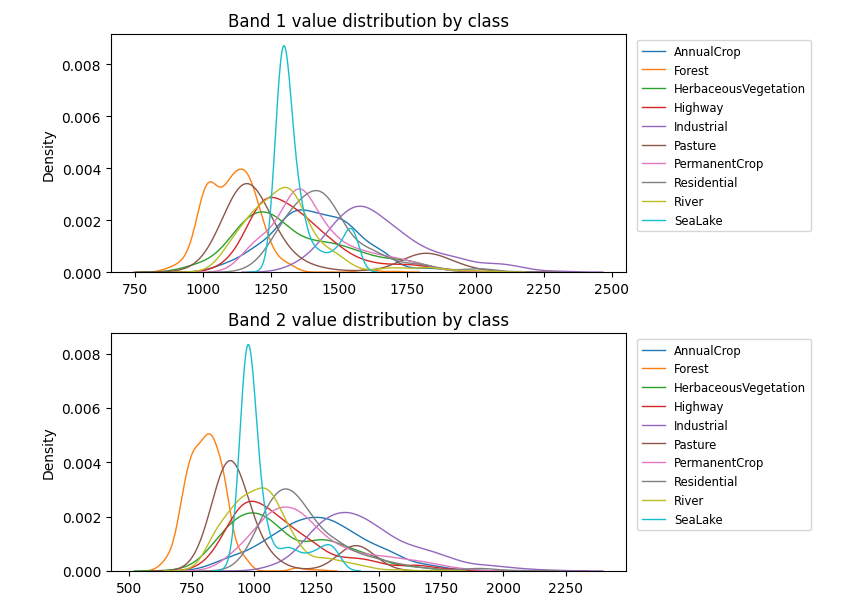 Band 1 value distribution by class
Density
0.008
0.006
0.004
0.002
0.000
750 1000 1250 1500 1750 2000 2250 2500
AnnualCrop
Forest
HerbaceousVegetation
Highway
Industrial
Pasture
PermanentCrop
Residential
River
SeaLake
Band 2 value distribution by class
Density
0.008
0.006
0.004
0.002
0.000
500 750 1000 1250 1500 1750 2000 2250
AnnualCrop
Forest
HerbaceousVegetation
Highway
Industrial
Pasture
PermanentCrop
Residential
River
SeaLake